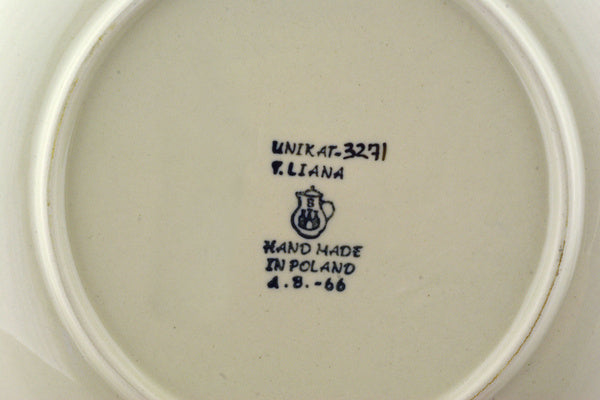 UNIKAT-3271
T.LIANA
B
HAND MADE
IN POLAND
A.B.-66